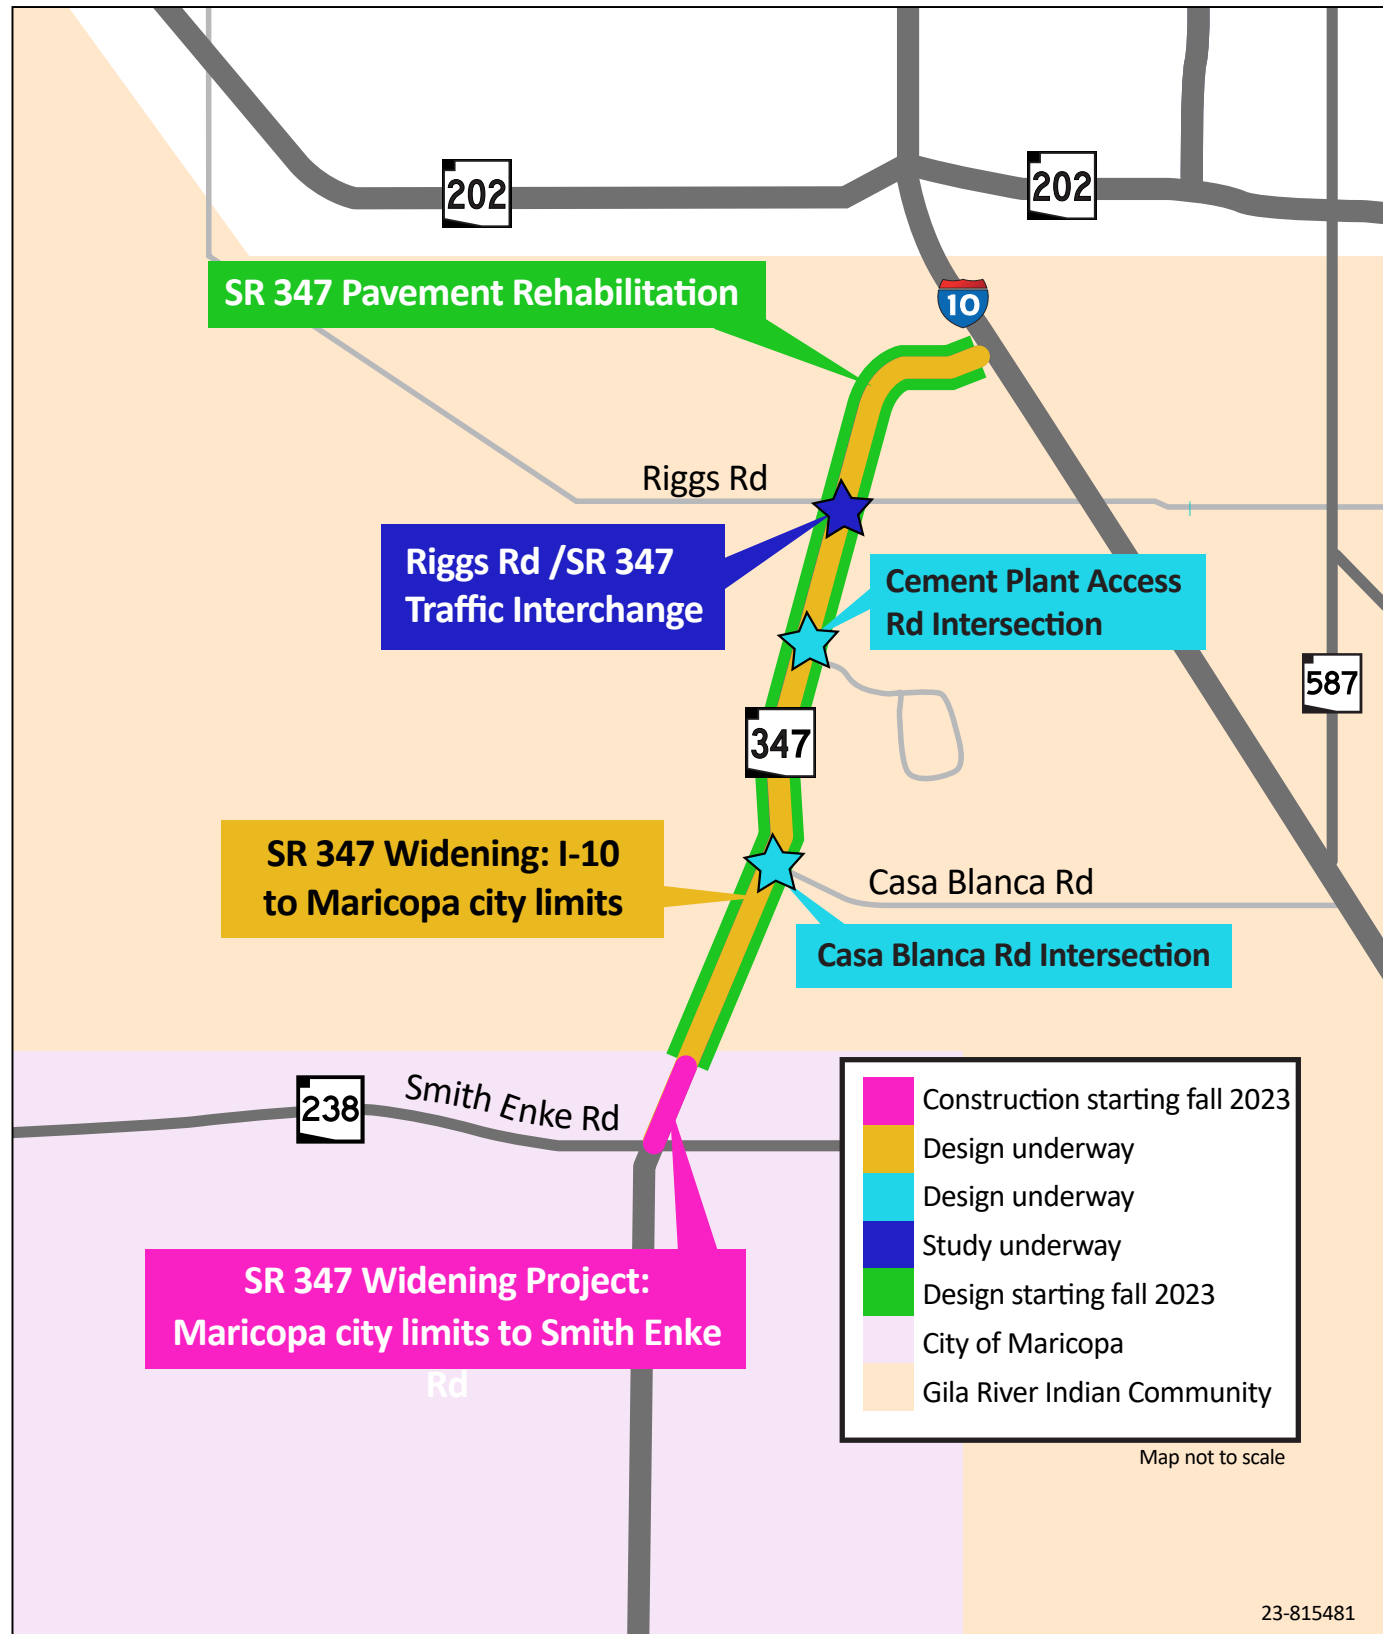 202
202
SR 347 Pavement Rehabilitation
10
Riggs Rd
Riggs Rd /SR 347
Traffic Interchange
Cement Plant Access
Rd Intersection
587
347
SR 347 Widening: I-10
to Maricopa city limits
Casa Blanca Rd
Casa Blanca Rd Intersection
238
Smith Enke Rd
SR 347 Widening Project:
Maricopa city limits to Smith Enke
Rd
Construction starting fall 2023
Design underway
Design underway
Study underway
Design starting fall 2023
City of Maricopa
Gila River Indian Community
Map not to scale
23-815481